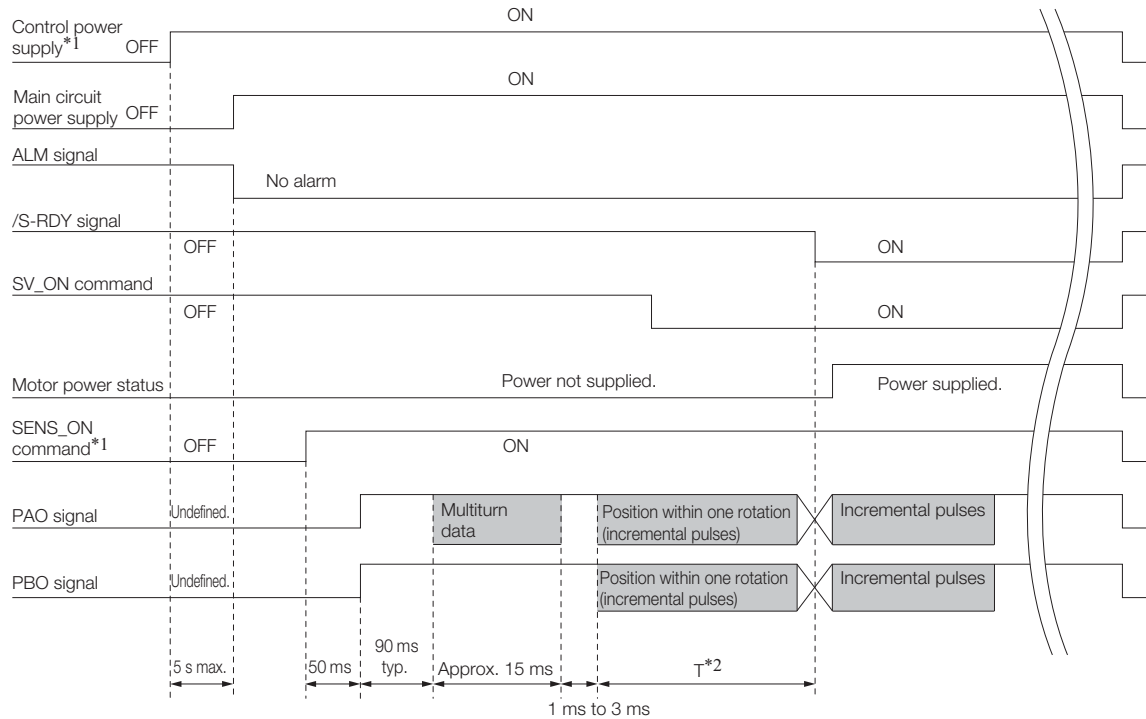 ON
Control power
supply*1 OFF
ON
Main circuit
power supply OFF
ALM signal
No alarm
/S-RDY signal
OFF ON
SV_ON command
OFF ON
Motor power status Power not supplied. Power supplied.
SENS_ON
command*1 OFF ON
PAO signal Undefined. Multiturn
data Position within one rotation
(incremental pulses) Incremental pulses
PBO signal Undefined. Position within one rotation
(incremental pulses) Incremental pulses
5 s max. 50 ms 90 ms
typ. Approx. 15 ms T*2
1 ms to 3 ms